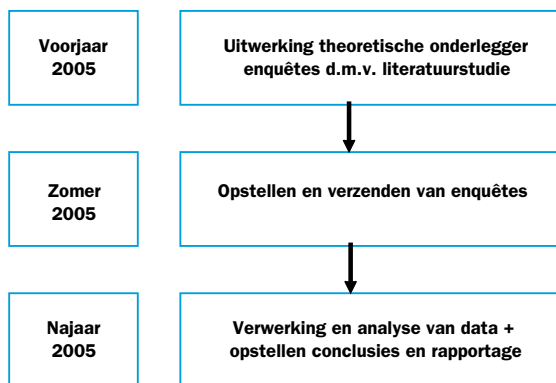 Voorjaar
2005
Uitwerking theoretische onderlegger
enquêtes d.m.v. literatuurstudie
Zomer
2005
Opstellen en verzenden van enquêtes
Najaar
2005
Verwerking en analyse van data +
opstellen conclusies en rapportage